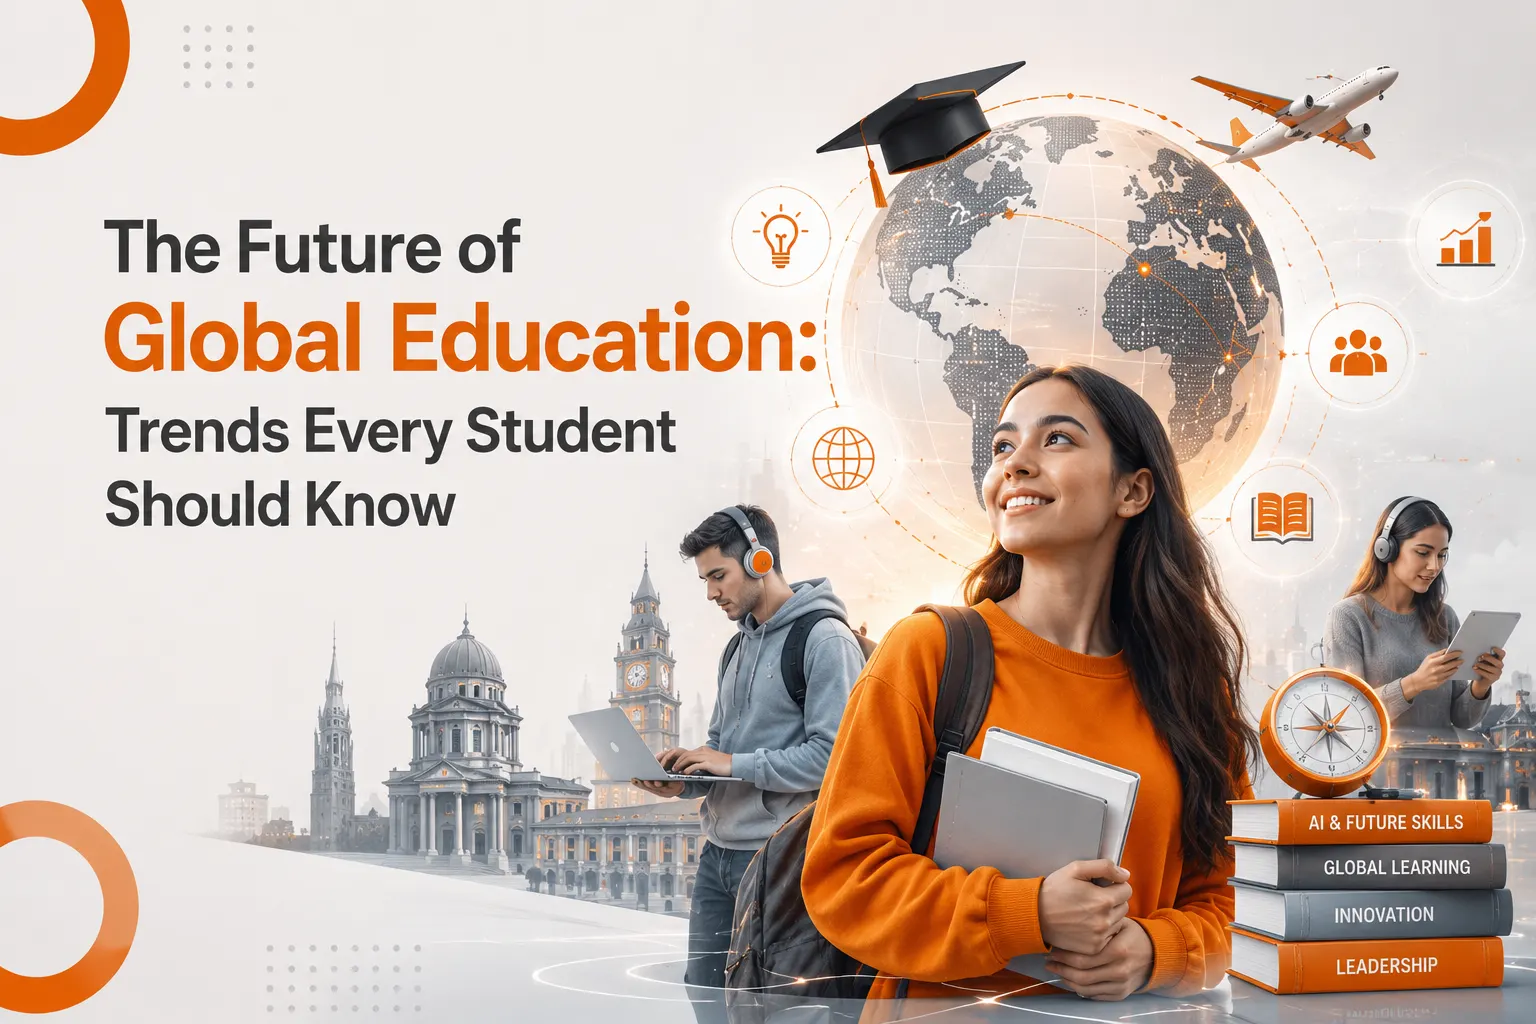 The Future of
Global Education:
Trends Every Student
Should Know
AI & FUTURE SKILLS
GLOBAL LEARNING
INNOVATION
LEADERSHIP